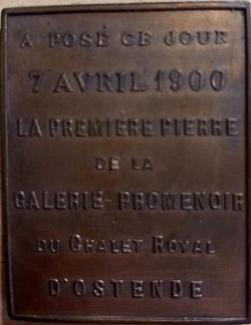 A POSÉ CE JOUR
7 AVRIL 1900
LA PREMIÈRE PIERRE
DE LA
GALERIE-PROMENOIR
DU CHALET ROYAL
D'OSTENDE